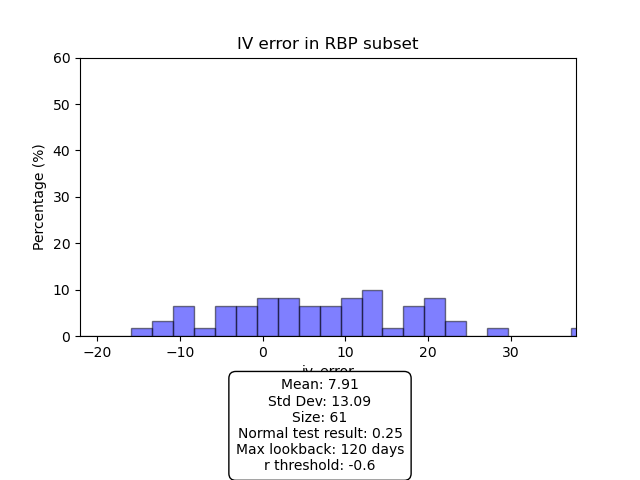 IV error in RBP subset
60
50
40
30
20
10
0
Percentage (%)
−20 −10 0 10 20 30
iv_error
Mean: 7.91
Std Dev: 13.09
Size: 61
Normal test result: 0.25
Max lookback: 120 days
r threshold: -0.6